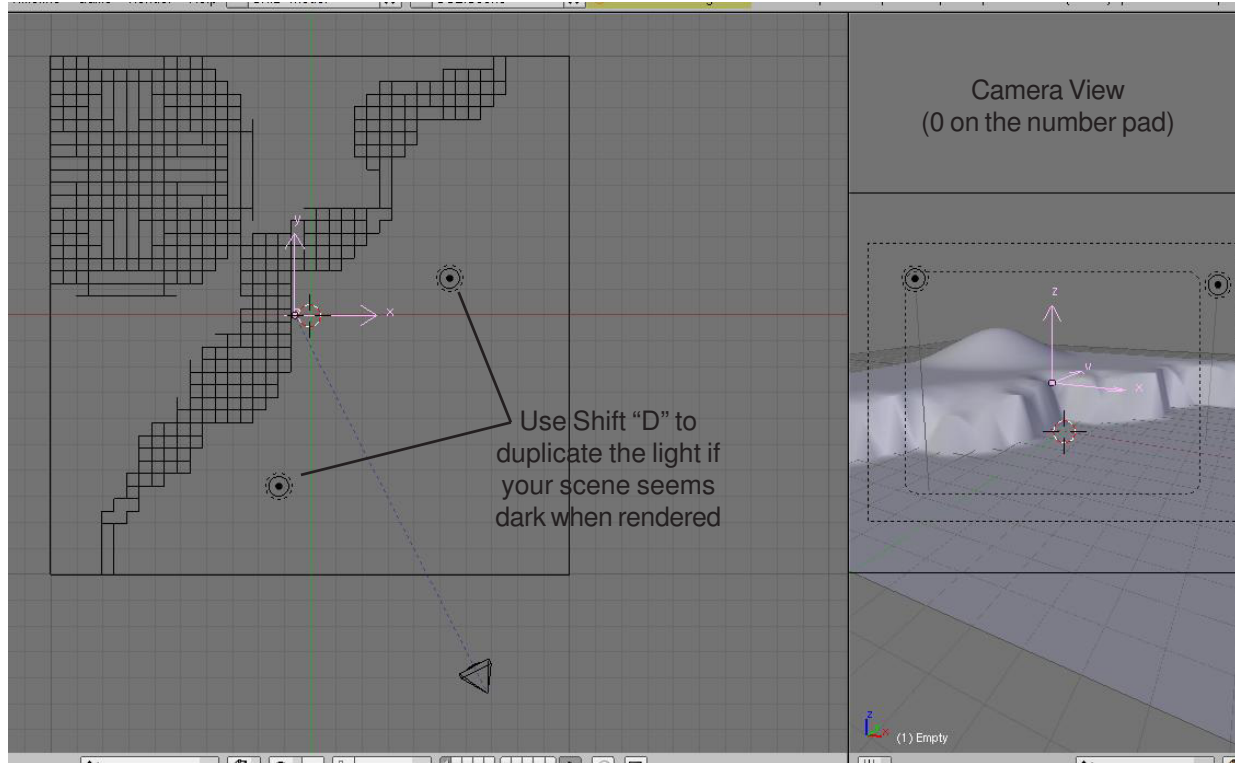 Camera View
(0 on the number pad)
y
x
z
y
x
Use Shift “D” to
duplicate the light if
your scene seems
dark when rendered
z
x
(1) Empty